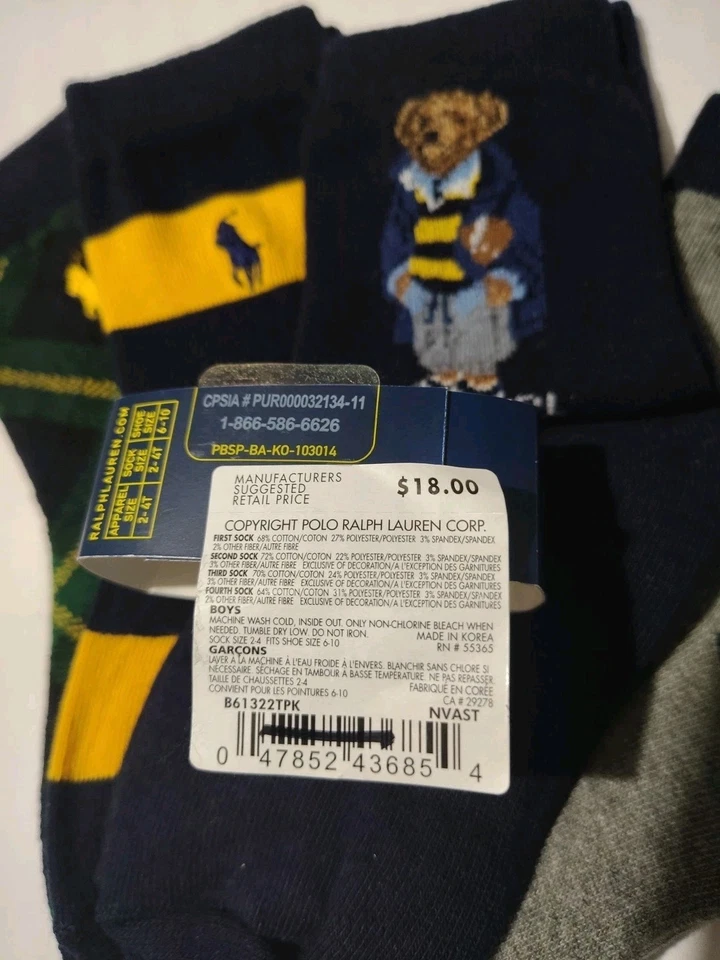 CPSIA # PUR000032134-11
1-866-586-6626
PBSP-BA-KO-103014
RALPHLAUREN.COM
APPAREL SIZE
SOCK SIZE
SHOE SIZE
2-4T
2-4T
6-10
MANUFACTURERS
SUGGESTED
RETAIL PRICE
$18.00
COPYRIGHT POLO RALPH LAUREN CORP.
FIRST SOCK 68% COTTON/COTON 27% POLYESTER/POLYESTER 3% SPANDEX/SPANDEX
2% OTHER FIBER/AUTRE FIBRE
SECOND SOCK 72% COTTON/COTON 22% POLYESTER/POLYESTER 3% SPANDEX/SPANDEX
3% OTHER FIBER/AUTRE FIBRE EXCLUSIVE OF DECORATION/A L'EXCEPTION DES GARNITURES
THIRD SOCK 70% COTTON/COTON 24% POLYESTER/POLYESTER 3% SPANDEX/SPANDEX
3% OTHER FIBER/AUTRE FIBRE EXCLUSIVE OF DECORATION/A L'EXCEPTION DES GARNITURES
FOURTH SOCK 64% COTTON/COTON 31% POLYESTER/POLYESTER 3% SPANDEX/SPANDEX
2% OTHER FIBER/AUTRE FIBRE EXCLUSIVE OF DECORATION/A L'EXCEPTION DES GARNITURES
BOYS
MACHINE WASH COLD, INSIDE OUT. ONLY NON-CHLORINE BLEACH WHEN
NEEDED. TUMBLE DRY LOW. DO NOT IRON. MADE IN KOREA
SOCK SIZE 2-4 FITS SHOE SIZE 6-10 RN # 55365
GARÇONS
LAVER À LA MACHINE À L'EAU FROIDE À L'ENVERS. BLANCHIR SANS CHLORE SI
NÉCESSAIRE. SÉCHAGE EN TAMBOUR À BASSE TEMPÉRATURE. NE PAS REPASSER.
TAILLE DE CHAUSSETTES 2-4 FABRIQUÉ EN CORÉE
CONVIENT POUR LES POINTURES 6-10 CA # 29278
B61322TPK NVAST
0 47852 43685 4